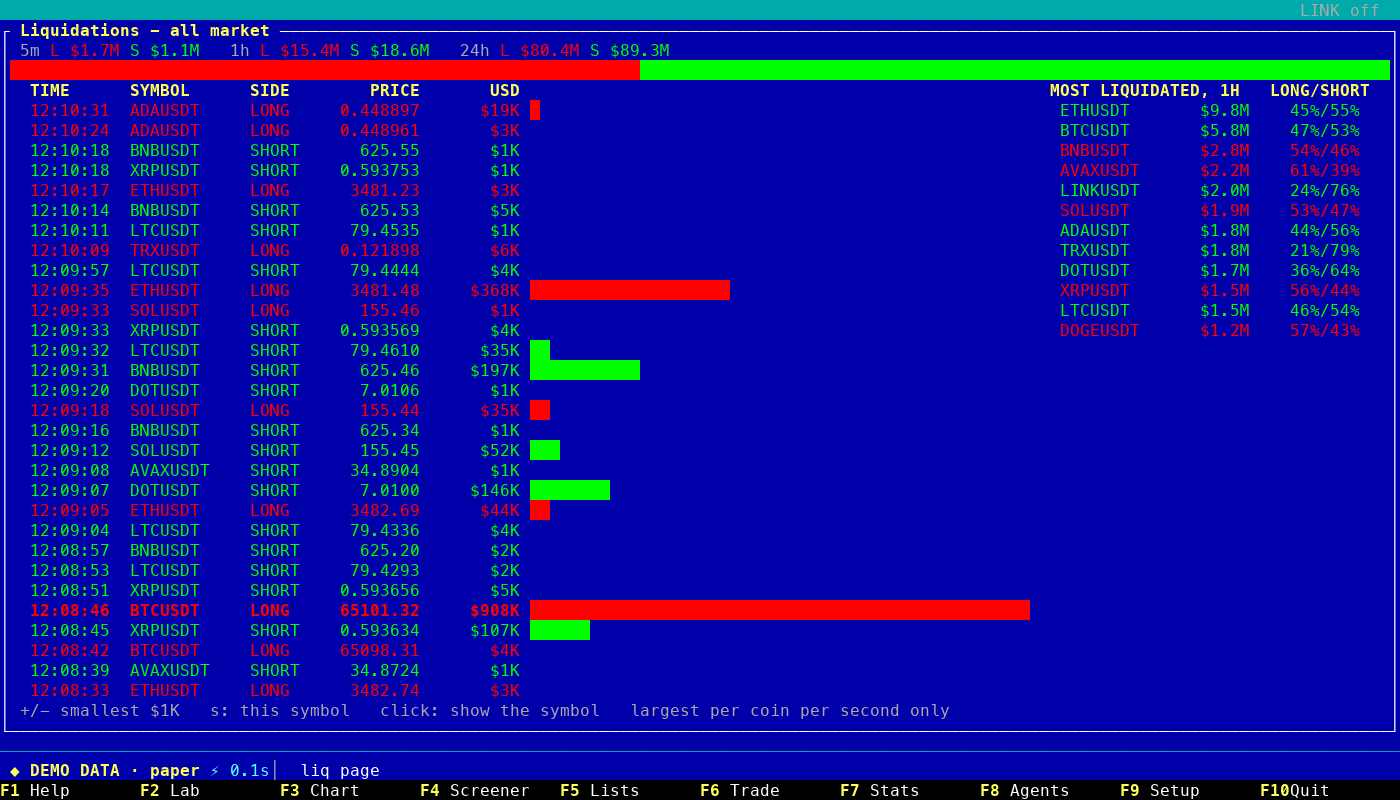 LINK off
Liquidations – all market
5m L $1.7M S $1.1M 1h L $15.4M S $18.6M 24h L $80.4M S $89.3M
TIME SYMBOL SIDE PRICE USD MOST LIQUIDATED, 1H LONG/SHORT
12:10:31 ADAUSDT LONG 0.448897 $19K ETHUSDT $9.8M 45%/55%
12:10:24 ADAUSDT LONG 0.448961 $3K BTCUSDT $5.8M 47%/53%
12:10:18 BNBUSDT SHORT 625.55 $1K BNBUSDT $2.8M 54%/46%
12:10:18 XRPUSDT SHORT 0.593753 $1K AVAXUSDT $2.2M 61%/39%
12:10:17 ETHUSDT LONG 3481.23 $3K LINKUSDT $2.0M 24%/76%
12:10:14 BNBUSDT SHORT 625.53 $5K SOLUSDT $1.9M 53%/47%
12:10:11 LTCUSDT SHORT 79.4535 $1K ADAUSDT $1.8M 44%/56%
12:10:09 TRXUSDT LONG 0.121898 $6K TRXUSDT $1.8M 21%/79%
12:09:57 LTCUSDT SHORT 79.4444 $4K DOTUSDT $1.7M 36%/64%
12:09:35 ETHUSDT LONG 3481.48 $368K XRPUSDT $1.5M 56%/44%
12:09:33 SOLUSDT LONG 155.46 $1K LTCUSDT $1.5M 46%/54%
12:09:33 XRPUSDT SHORT 0.593569 $4K DOGEUSDT $1.2M 57%/43%
12:09:32 LTCUSDT SHORT 79.4610 $35K
12:09:31 BNBUSDT SHORT 625.46 $197K
12:09:20 DOTUSDT SHORT 7.0106 $1K
12:09:18 SOLUSDT LONG 155.44 $35K
12:09:16 BNBUSDT SHORT 625.34 $1K
12:09:12 SOLUSDT SHORT 155.45 $52K
12:09:08 AVAXUSDT SHORT 34.8904 $1K
12:09:07 DOTUSDT SHORT 7.0100 $146K
12:09:05 ETHUSDT LONG 3482.69 $44K
12:09:04 LTCUSDT SHORT 79.4336 $4K
12:08:57 BNBUSDT SHORT 625.20 $2K
12:08:53 LTCUSDT SHORT 79.4293 $2K
12:08:51 XRPUSDT SHORT 0.593656 $5K
12:08:46 BTCUSDT LONG 65101.32 $908K
12:08:45 XRPUSDT SHORT 0.593634 $107K
12:08:42 BTCUSDT LONG 65098.31 $4K
12:08:39 AVAXUSDT SHORT 34.8724 $1K
12:08:33 ETHUSDT LONG 3482.74 $3K
+/– smallest $1K s: this symbol click: show the symbol largest per coin per second only
◆ DEMO DATA · paper ⚡ 0.1s│ liq page
F1 Help F2 Lab F3 Chart F4 Screener F5 Lists F6 Trade F7 Stats F8 Agents F9 Setup F10Quit